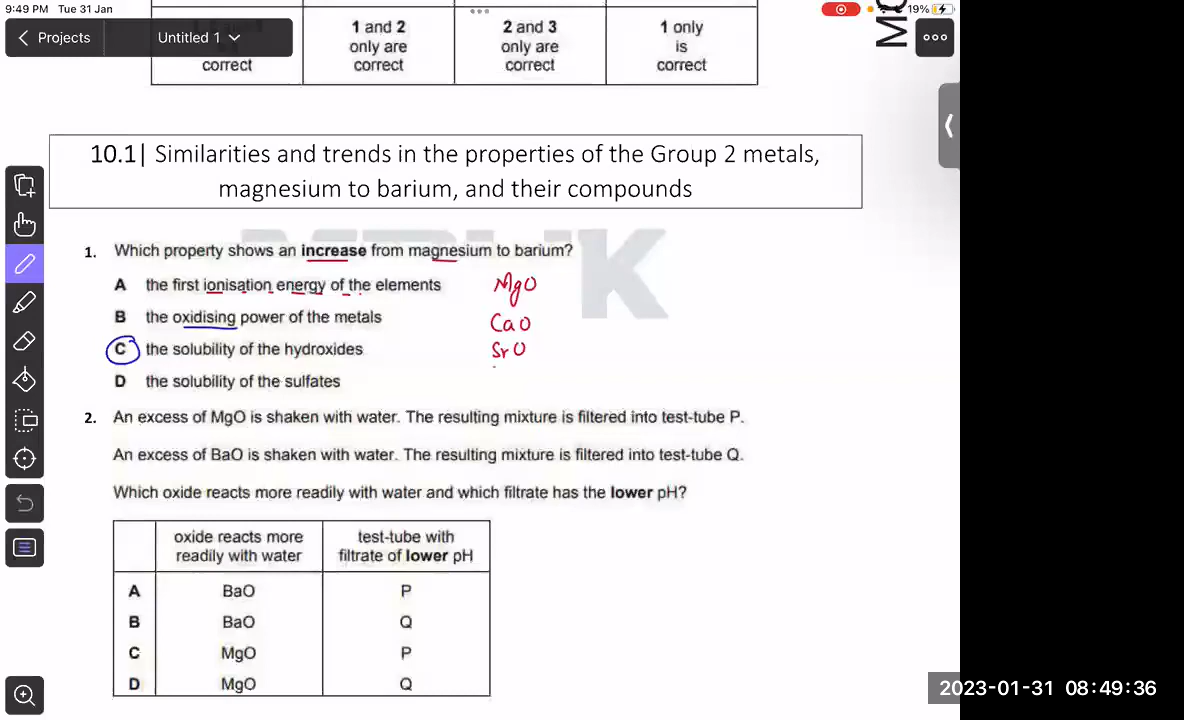 9:49 PM Tue 31 Jan
19%
Projects
Untitled 1
correct
1 and 2
only are
correct
2 and 3
only are
correct
1 only
is
correct
10.1| Similarities and trends in the properties of the Group 2 metals,
magnesium to barium, and their compounds
1. Which property shows an increase from magnesium to barium?
A the first ionisation energy of the elements
B the oxidising power of the metals
C the solubility of the hydroxides
D the solubility of the sulfates
MgO
CaO
SrO
2. An excess of MgO is shaken with water. The resulting mixture is filtered into test-tube P.
An excess of BaO is shaken with water. The resulting mixture is filtered into test-tube Q.
Which oxide reacts more readily with water and which filtrate has the lower pH?
oxide reacts more
readily with water
test-tube with
filtrate of lower pH
A BaO P
B BaO Q
C MgO P
D MgO Q
2023-01-31 08:49:36